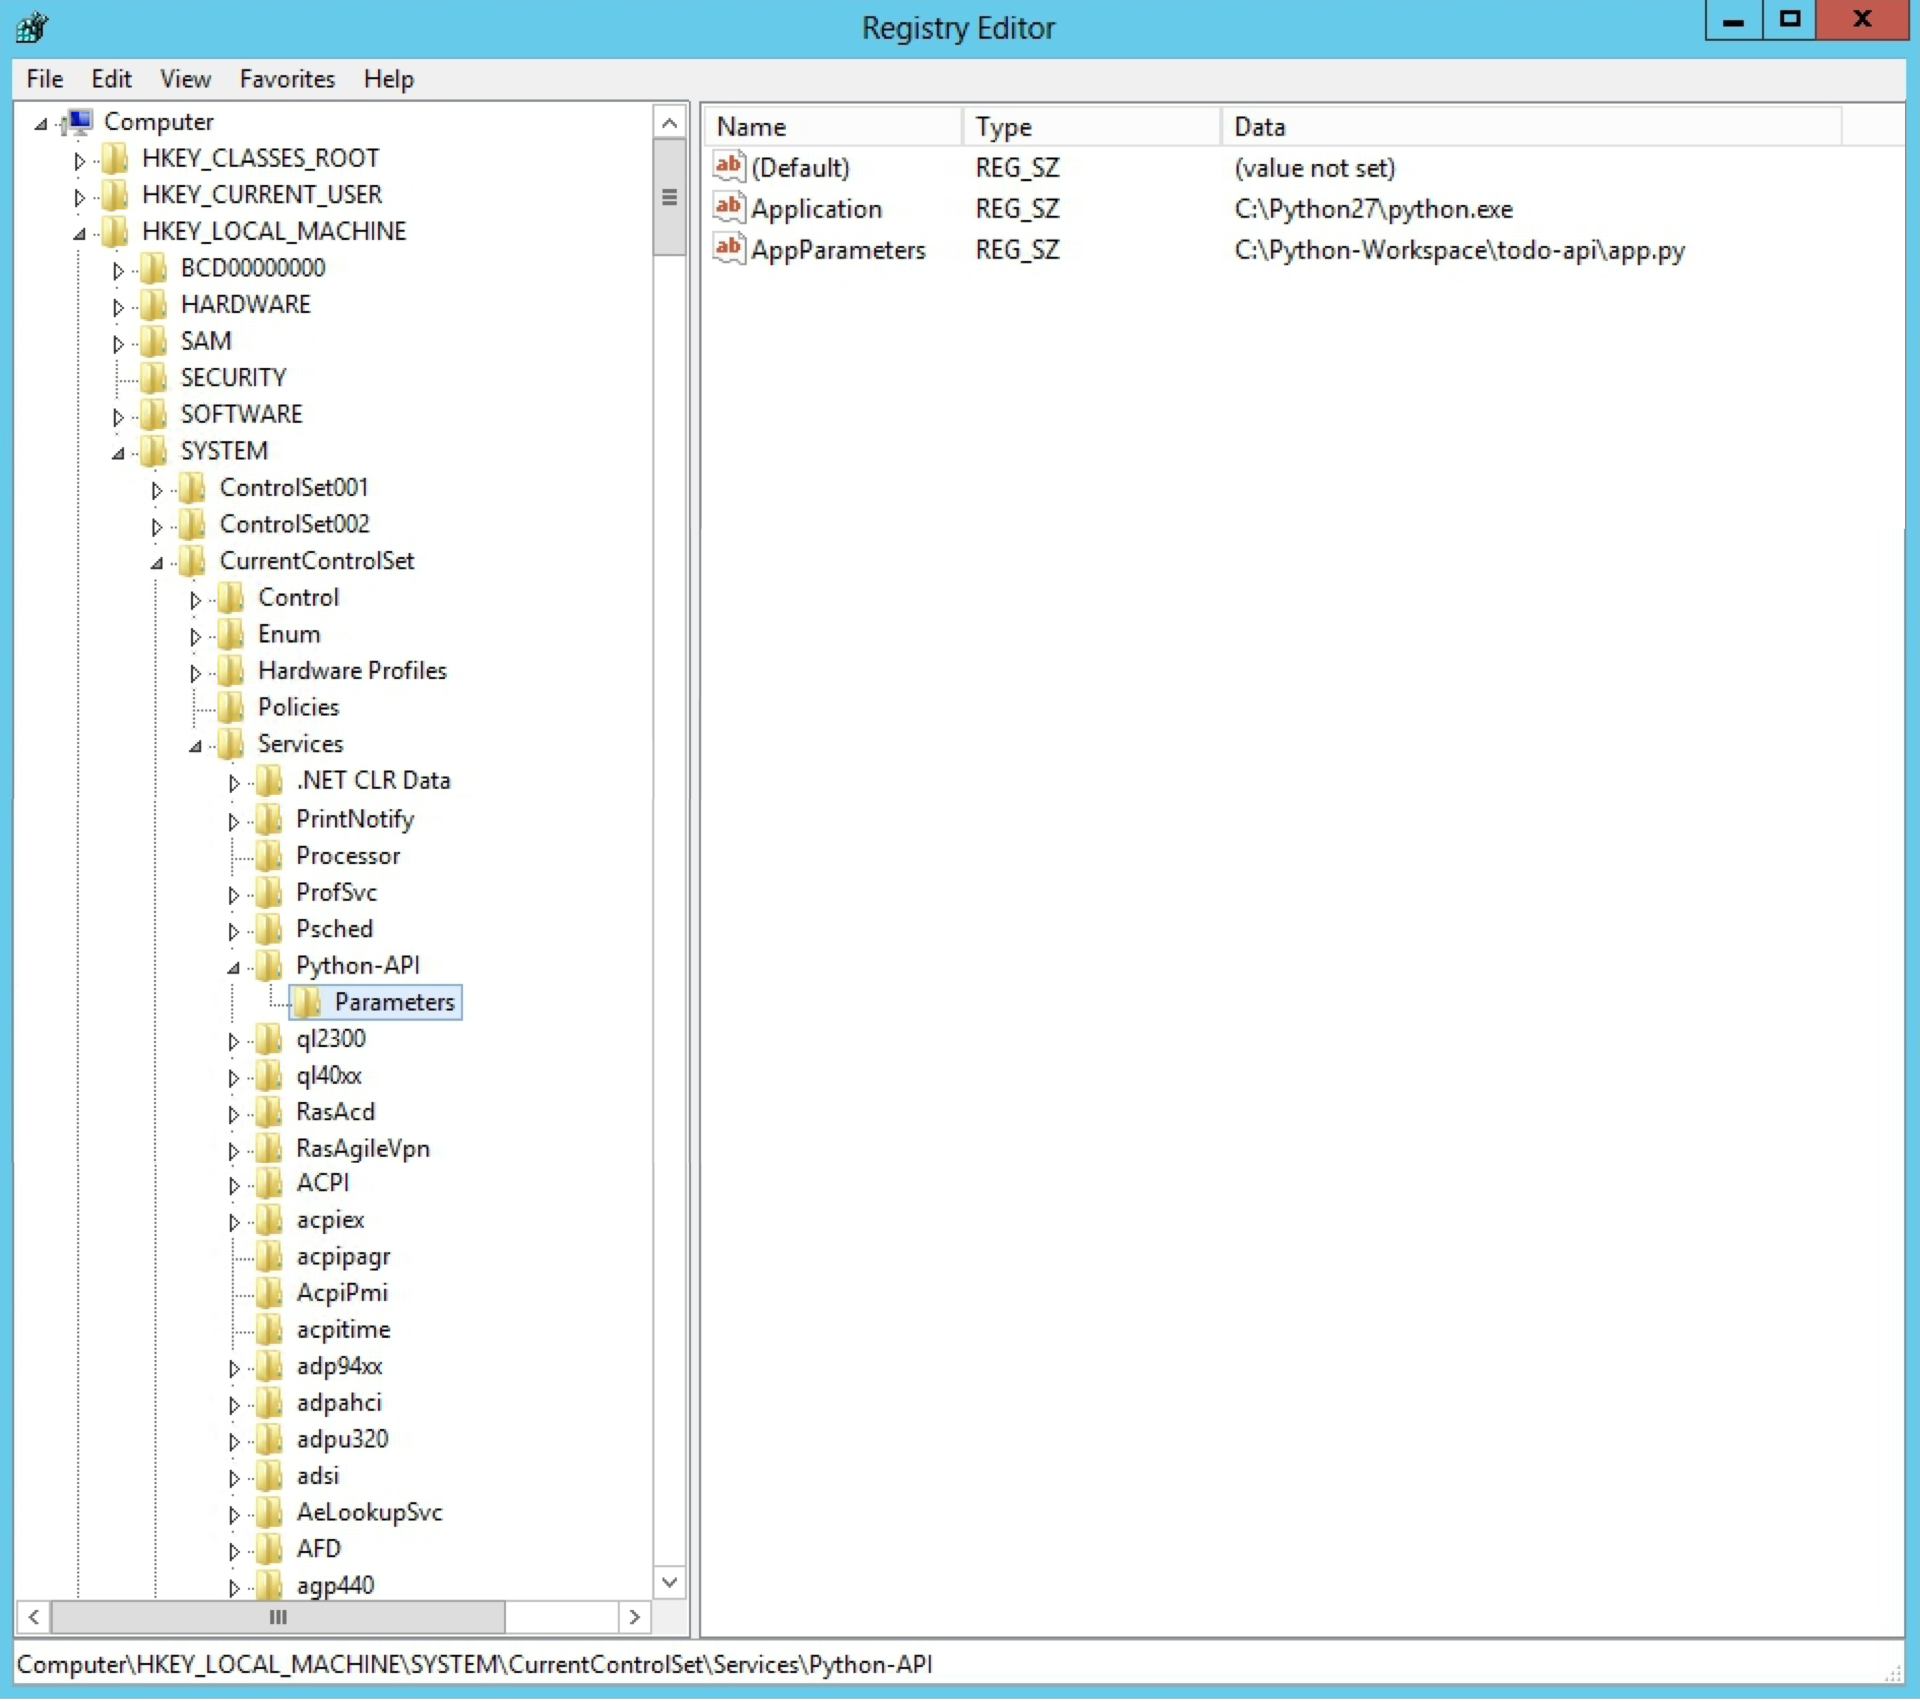 Registry Editor
File Edit View Favorites Help
Computer
HKEY_CLASSES_ROOT
HKEY_CURRENT_USER
HKEY_LOCAL_MACHINE
BCD00000000
HARDWARE
SAM
SECURITY
SOFTWARE
SYSTEM
ControlSet001
ControlSet002
CurrentControlSet
Control
Enum
Hardware Profiles
Policies
Services
.NET CLR Data
PrintNotify
Processor
ProfSvc
Psched
Python-API
Parameters
ql2300
ql40xx
RasAcd
RasAgileVpn
ACPI
acpiex
acpipagr
AcpiPmi
acpitime
adp94xx
adpahci
adpu320
adsi
AeLookupSvc
AFD
agp440
Name Type Data
(Default) REG_SZ (value not set)
Application REG_SZ C:\Python27\python.exe
AppParameters REG_SZ C:\Python-Workspace\todo-api\app.py
Computer\HKEY_LOCAL_MACHINE\SYSTEM\CurrentControlSet\Services\Python-API